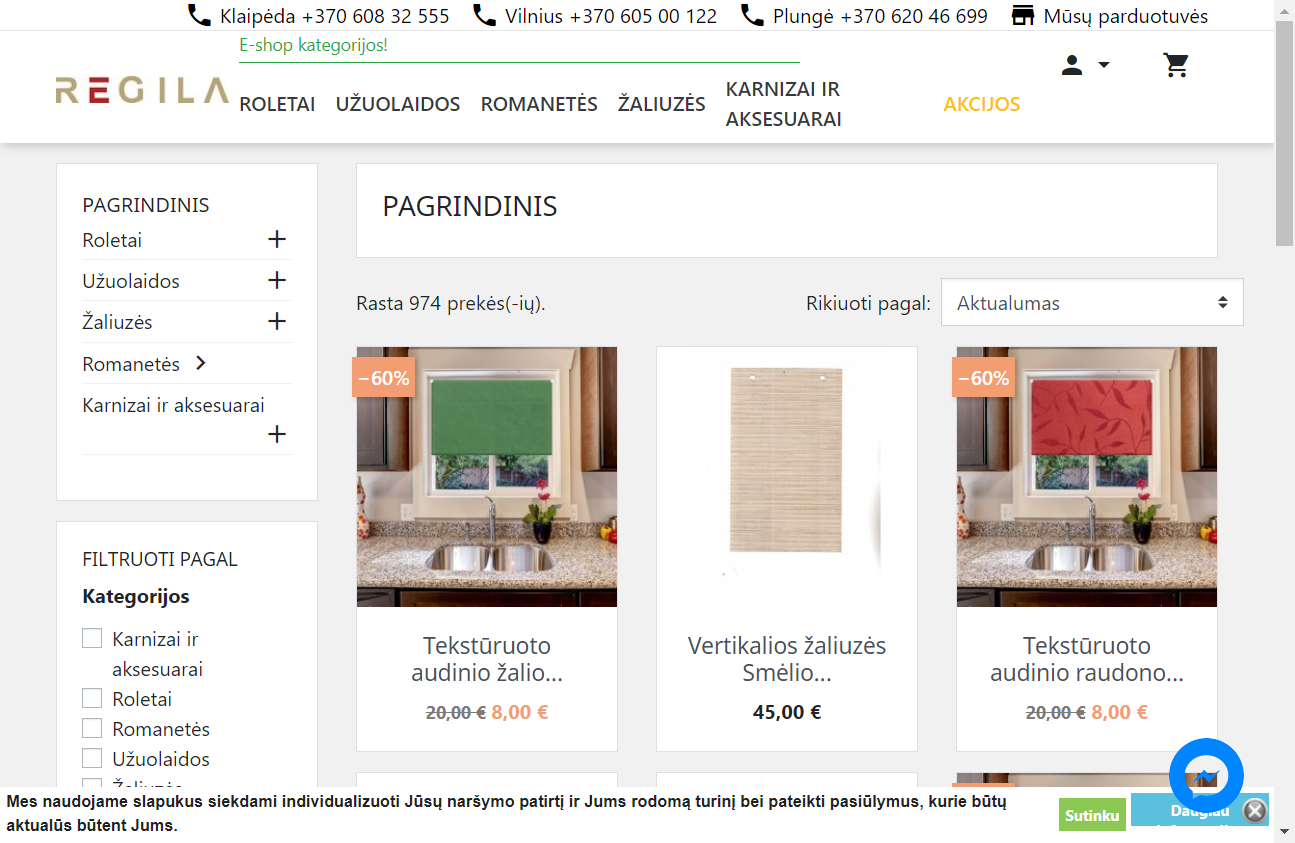 Klaipėda +370 608 32 555 Vilnius +370 605 00 122 Plungė +370 620 46 699 Mūsų parduotuvės
E-shop kategorijos!
REGILA
ROLETAI UŽUOLAIDOS ROMANETĖS ŽALIUZĖS KARNIZAI IR AKSESUARAI AKCIJOS
PAGRINDINIS
Roletai
Užuolaidos
Žaliuzės
Romanetės
Karnizai ir aksesuarai
FILTRUOTI PAGAL
Kategorijos
Karnizai ir
aksesuarai
Roletai
Romanetės
Užuolaidos
Žaliuzės
PAGRINDINIS
Rasta 974 prekės(-ių). Rikiuoti pagal: Aktualumas
−60%
Tekstūruoto
audinio žalio...
20,00 € 8,00 €
Vertikalios žaliuzės
Smėlio...
45,00 €
−60%
Tekstūruoto
audinio raudono...
20,00 € 8,00 €
Mes naudojame slapukus siekdami individualizuoti Jūsų naršymo patirtį ir Jums rodomą turinį bei pateikti pasiūlymus, kurie būtų
aktualūs būtent Jums.
Sutinku
Daugiau